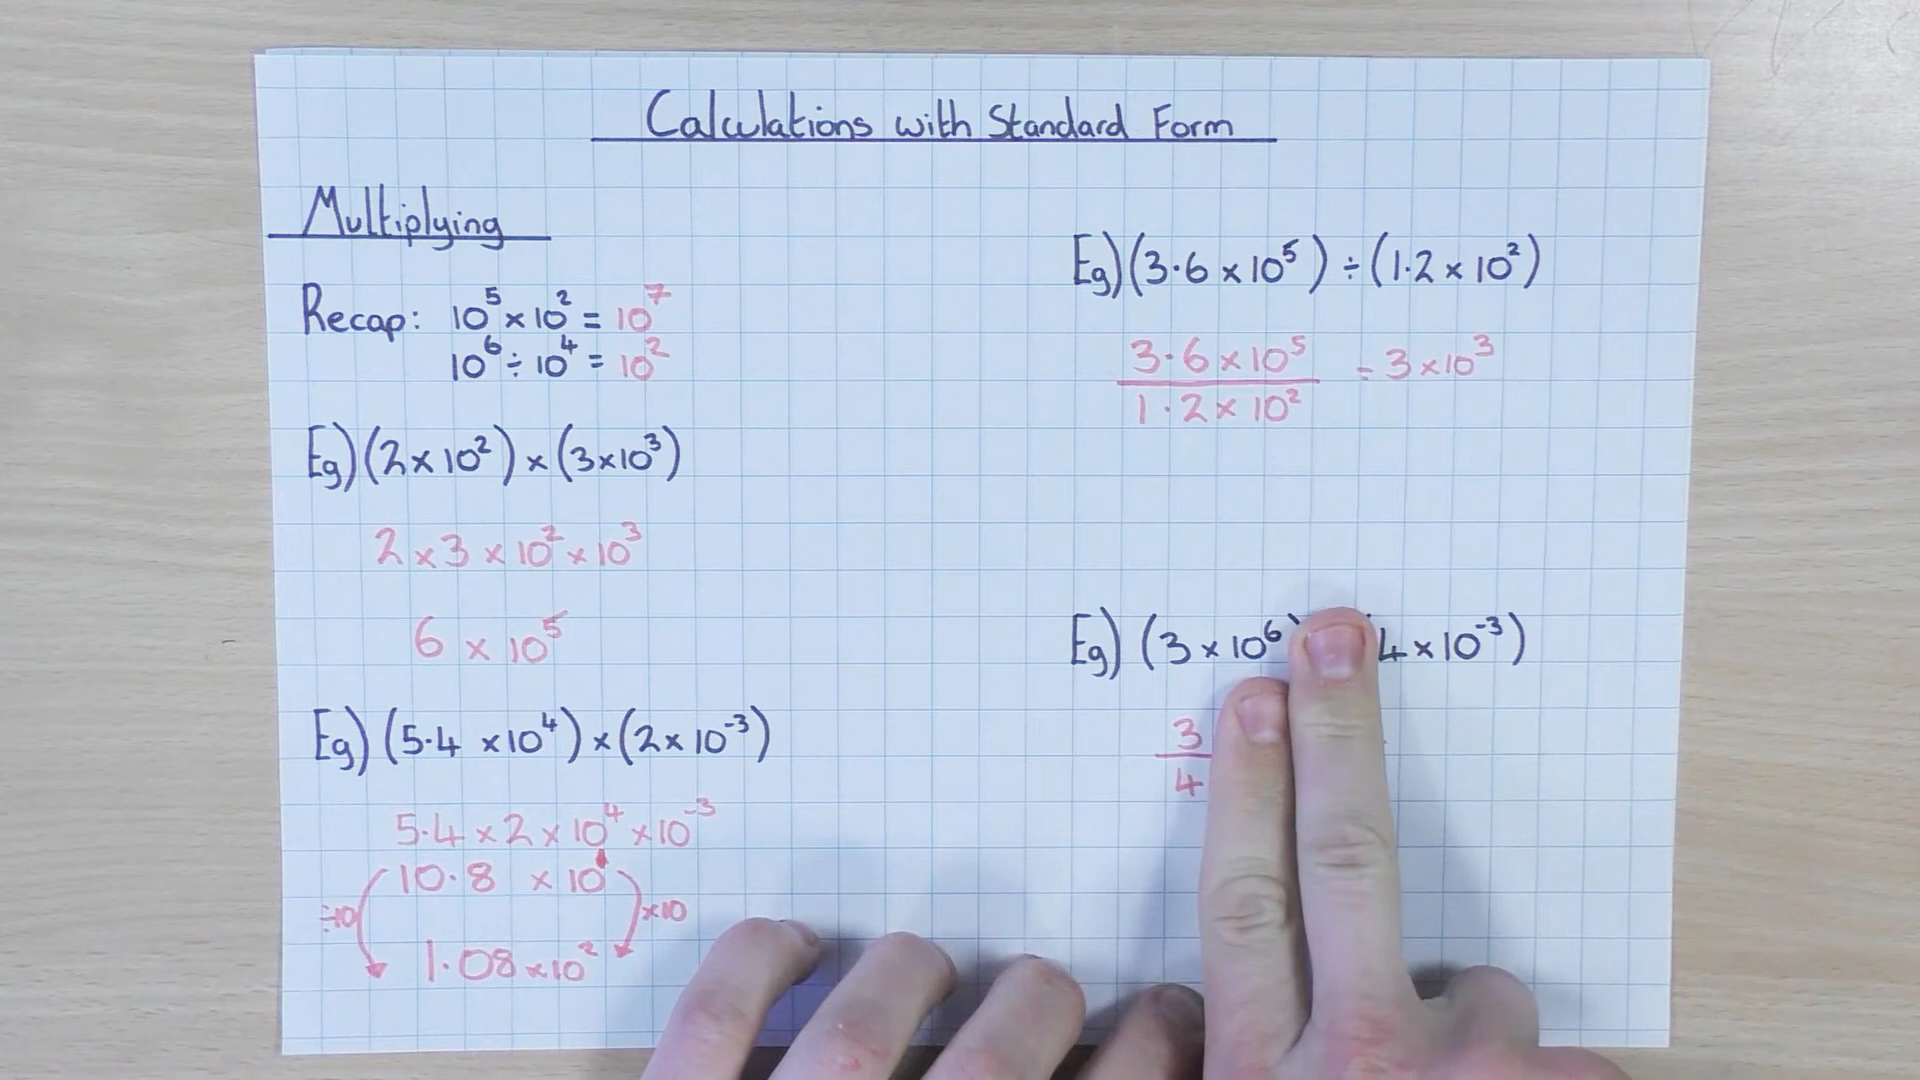 Calculations with Standard Form
Multiplying
Recap: 10⁵ × 10² = 10⁷
10⁶ ÷ 10⁴ = 10²
Eg) (2 × 10²) × (3 × 10³)
2 × 3 × 10² × 10³
6 × 10⁵
Eg) (5·4 × 10⁴) × (2 × 10⁻³)
5·4 × 2 × 10⁴ × 10⁻³
10·8 × 10¹
÷10
×10
1·08 × 10²
Eg) (3·6 × 10⁵) ÷ (1·2 × 10²)
3·6 × 10⁵
= 3 × 10³
1·2 × 10²
Eg) (3 × 10⁶) 4 × 10⁻³)
3
4